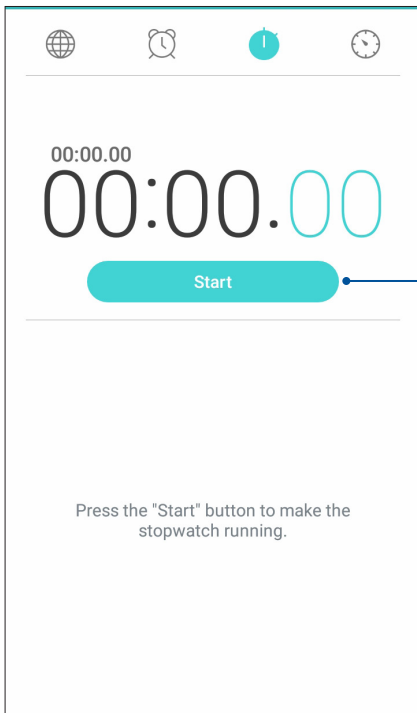 00:00.00
00:00.00
Start
Press the "Start" button to make the
stopwatch running.